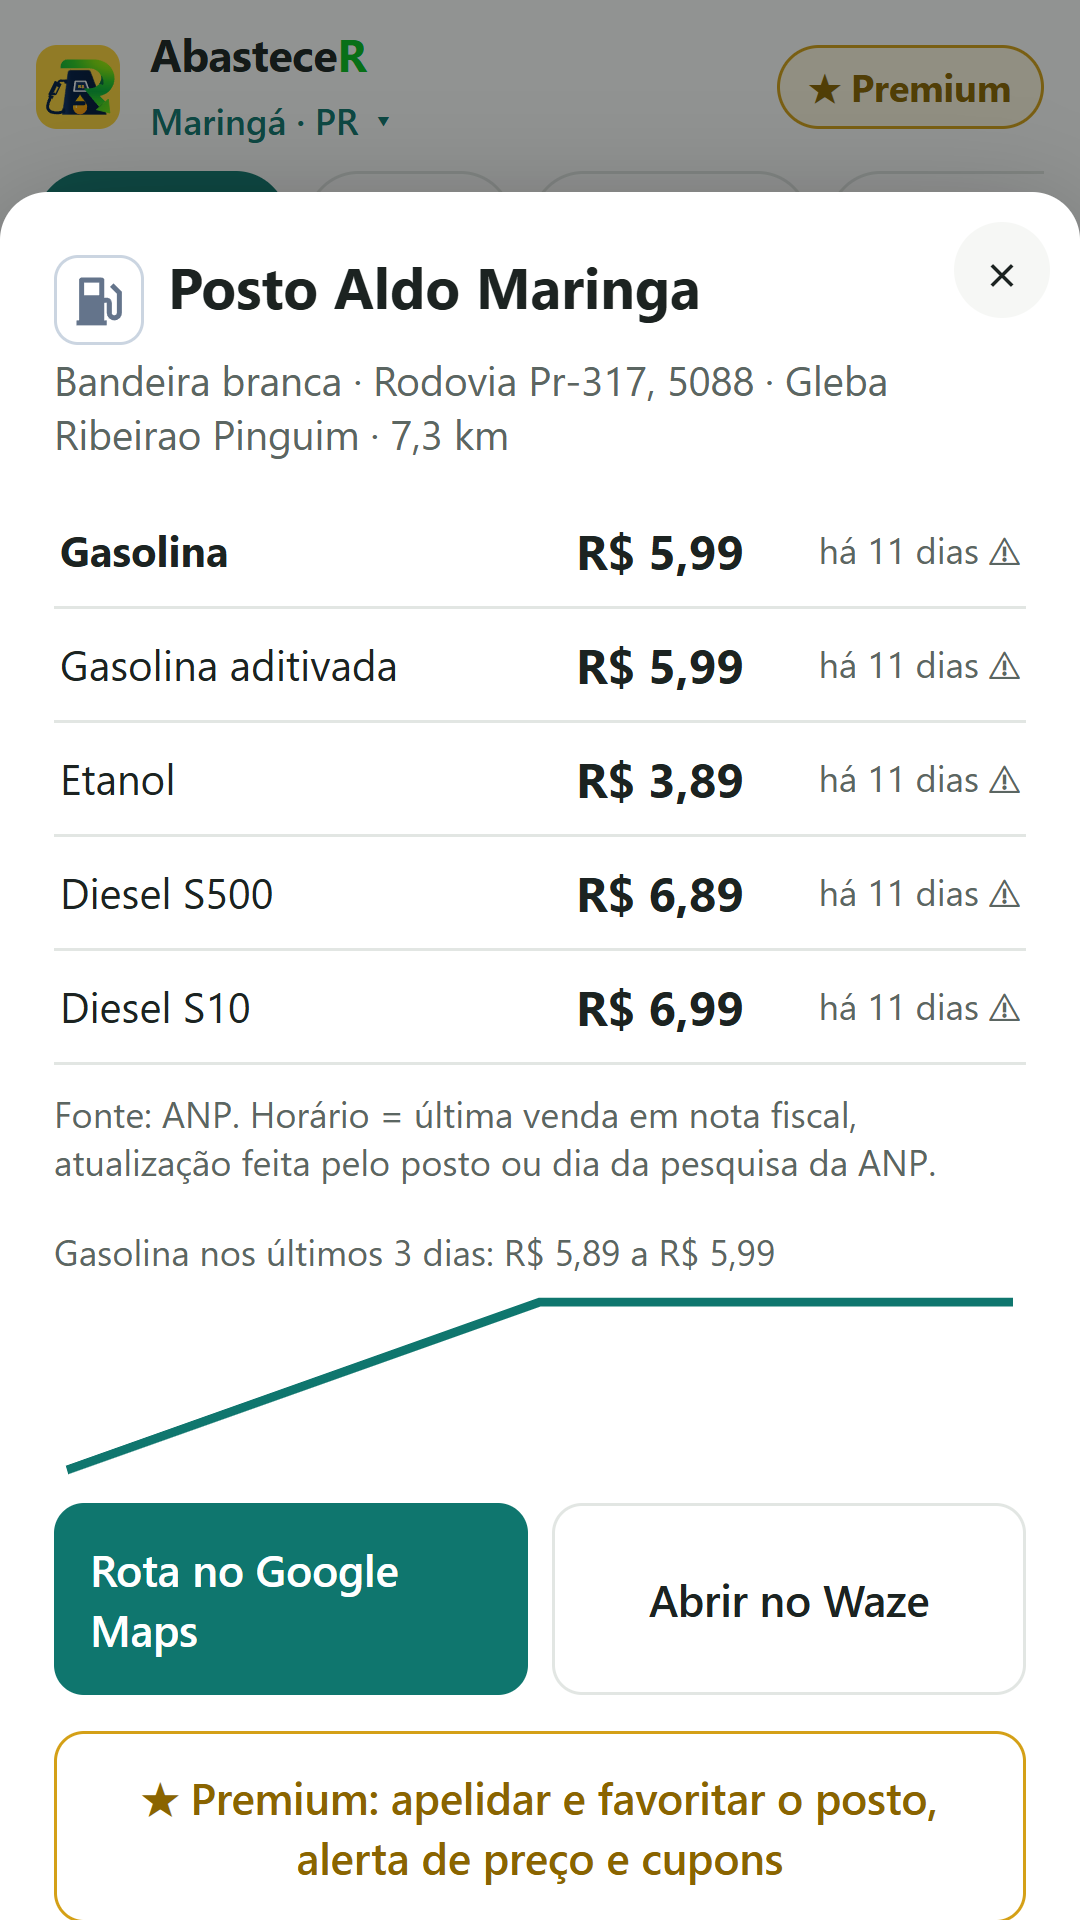 AbasteceR
Maringá · PR ▼
★ Premium
×
Posto Aldo Maringa
Bandeira branca · Rodovia Pr-317, 5088 · Gleba
Ribeirao Pinguim · 7,3 km
Gasolina R$ 5,99 há 11 dias ⚠
Gasolina aditivada R$ 5,99 há 11 dias ⚠
Etanol R$ 3,89 há 11 dias ⚠
Diesel S500 R$ 6,89 há 11 dias ⚠
Diesel S10 R$ 6,99 há 11 dias ⚠
Fonte: ANP. Horário = última venda em nota fiscal,
atualização feita pelo posto ou dia da pesquisa da ANP.
Gasolina nos últimos 3 dias: R$ 5,89 a R$ 5,99
Rota no Google
Maps
Abrir no Waze
★ Premium: apelidar e favoritar o posto,
alerta de preço e cupons